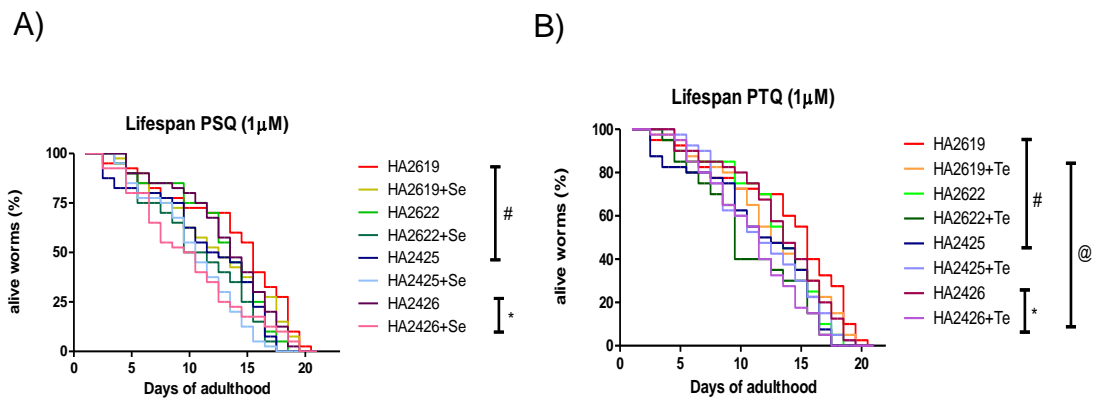 A)
Lifespan PSQ (1μM)
100
75
50
25
0
0
5
10
15
20
alive worms (%)
Days of adulthood
HA2619
HA2619+Se
HA2622
HA2622+Se
HA2425
HA2425+Se
HA2426
HA2426+Se
#
*
B)
Lifespan PTQ (1μM)
100
80
60
40
20
0
0
5
10
15
20
alive worms (%)
Days of adulthood
HA2619
HA2619+Te
HA2622
HA2622+Te
HA2425
HA2425+Te
HA2426
HA2426+Te
#
*
@